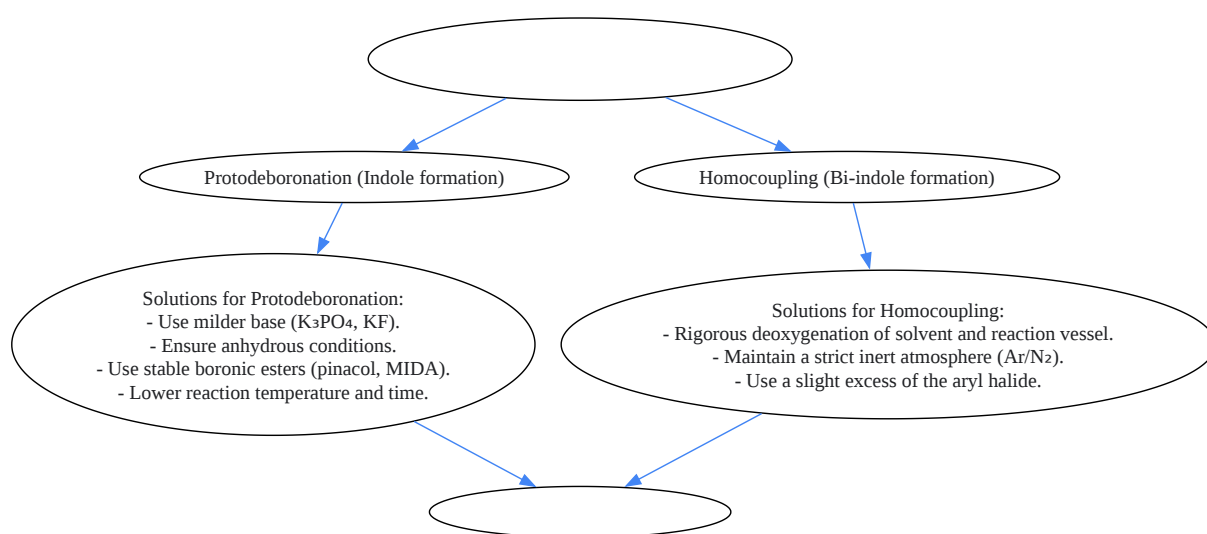 Protodeboronation (Indole formation)
Homocoupling (Bi-indole formation)
Solutions for Protodeboronation:
- Use milder base (K₃PO₄, KF).
- Ensure anhydrous conditions.
- Use stable boronic esters (pinacol, MIDA).
- Lower reaction temperature and time.
Solutions for Homocoupling:
- Rigorous deoxygenation of solvent and reaction vessel.
- Maintain a strict inert atmosphere (Ar/N₂).
- Use a slight excess of the aryl halide.